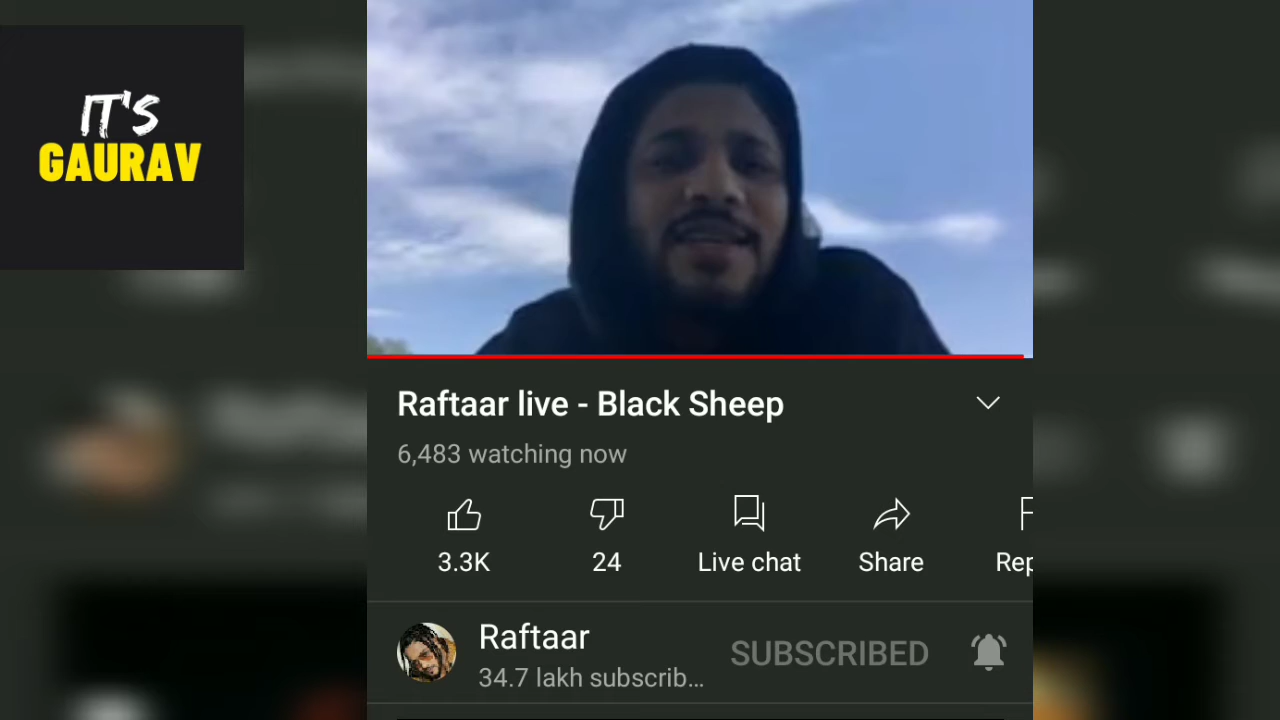 IT'S
GAURAV
Raftaar live - Black Sheep
6,483 watching now
3.3K
24
Live chat
Share
Rep
Raftaar
34.7 lakh subscrib...
SUBSCRIBED